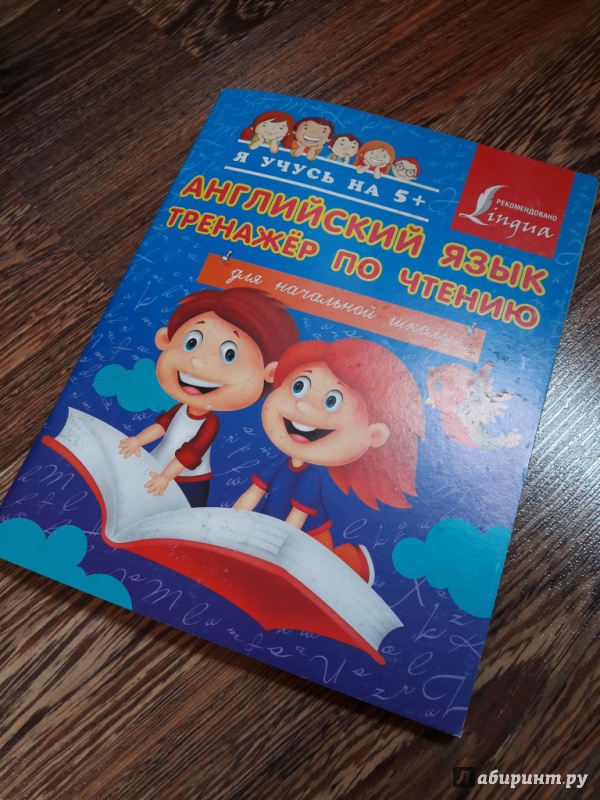 Я УЧУСЬ НА 5+
РЕКОМЕНДОВАНО
Lingua
АНГЛИЙСКИЙ ЯЗЫК
ТРЕНАЖЁР ПО ЧТЕНИЮ
для начальной школы
Лабиринт.ру